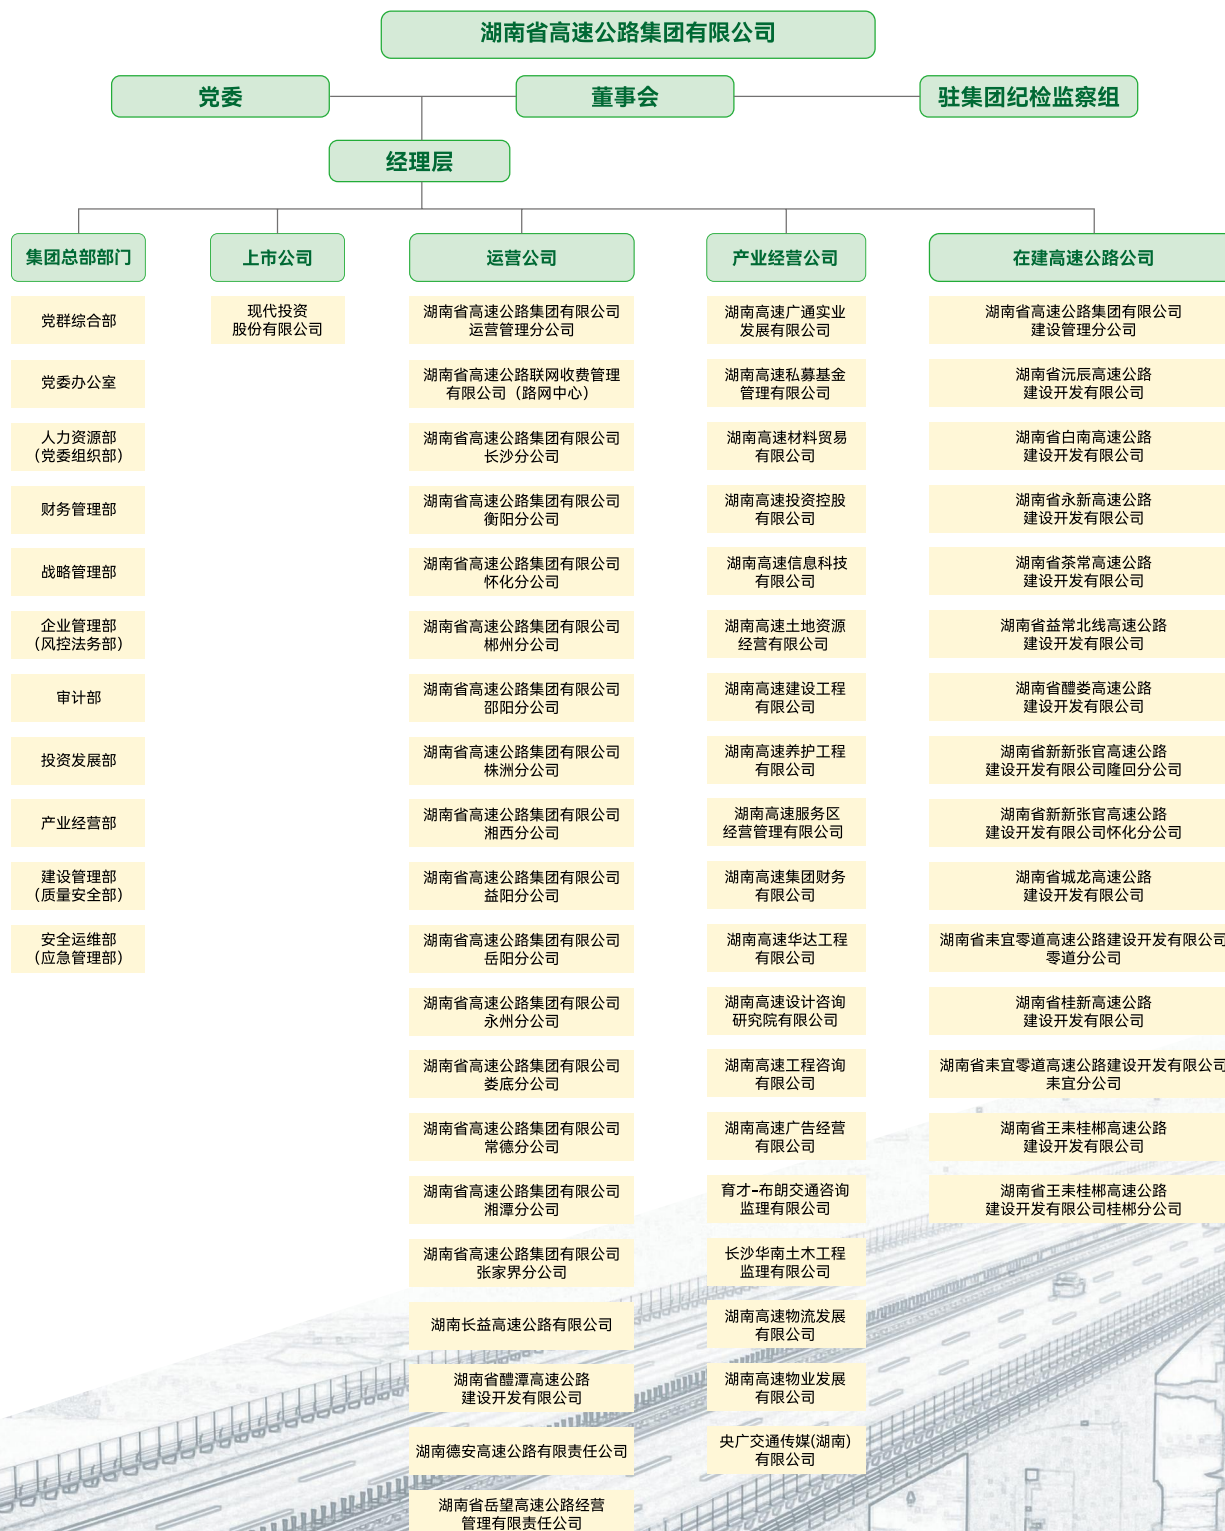 湖南省高速公路集团有限公司
党委
董事会
驻集团纪检监察组
经理层
集团总部部门
党群综合部
党委办公室
人力资源部
（党委组织部）
财务管理部
战略管理部
企业管理部
（风控法务部）
审计部
投资发展部
产业经营部
建设管理部
（质量安全部）
安全运维部
（应急管理部）
上市公司
现代投资
股份有限公司
运营公司
湖南省高速公路集团有限公司
运营管理分公司
湖南省高速公路联网收费管理
有限公司（路网中心）
湖南省高速公路集团有限公司
长沙分公司
湖南省高速公路集团有限公司
衡阳分公司
湖南省高速公路集团有限公司
怀化分公司
湖南省高速公路集团有限公司
郴州分公司
湖南省高速公路集团有限公司
邵阳分公司
湖南省高速公路集团有限公司
株洲分公司
湖南省高速公路集团有限公司
湘西分公司
湖南省高速公路集团有限公司
益阳分公司
湖南省高速公路集团有限公司
岳阳分公司
湖南省高速公路集团有限公司
永州分公司
湖南省高速公路集团有限公司
娄底分公司
湖南省高速公路集团有限公司
常德分公司
湖南省高速公路集团有限公司
湘潭分公司
湖南省高速公路集团有限公司
张家界分公司
湖南长益高速公路有限公司
湖南省醴潭高速公路
建设开发有限公司
湖南德安高速公路有限责任公司
湖南省岳望高速公路经营
管理有限责任公司
产业经营公司
湖南高速广通实业
发展有限公司
湖南高速私募基金
管理有限公司
湖南高速材料贸易
有限公司
湖南高速投资控股
有限公司
湖南高速信息科技
有限公司
湖南高速土地资源
经营有限公司
湖南高速建设工程
有限公司
湖南高速养护工程
有限公司
湖南高速服务区
经营管理有限公司
湖南高速集团财务
有限公司
湖南高速华达工程
有限公司
湖南高速设计咨询
研究院有限公司
湖南高速工程咨询
有限公司
湖南高速广告经营
有限公司
育才-布朗交通咨询
监理有限公司
长沙华南土木工程
监理有限公司
湖南高速物流发展
有限公司
湖南高速物业发展
有限公司
央广交通传媒(湖南)
有限公司
在建高速公路公司
湖南省高速公路集团有限公司
建设管理分公司
湖南省沅辰高速公路
建设开发有限公司
湖南省白南高速公路
建设开发有限公司
湖南省永新高速公路
建设开发有限公司
湖南省茶常高速公路
建设开发有限公司
湖南省益常北线高速公路
建设开发有限公司
湖南省醴娄高速公路
建设开发有限公司
湖南省新新张官高速公路
建设开发有限公司隆回分公司
湖南省新新张官高速公路
建设开发有限公司怀化分公司
湖南省城龙高速公路
建设开发有限公司
湖南省耒宜零道高速公路建设开发有限公司
零道分公司
湖南省桂新高速公路
建设开发有限公司
湖南省耒宜零道高速公路建设开发有限公司
耒宜分公司
湖南省王耒桂郴高速公路
建设开发有限公司
湖南省王耒桂郴高速公路
建设开发有限公司桂郴分公司